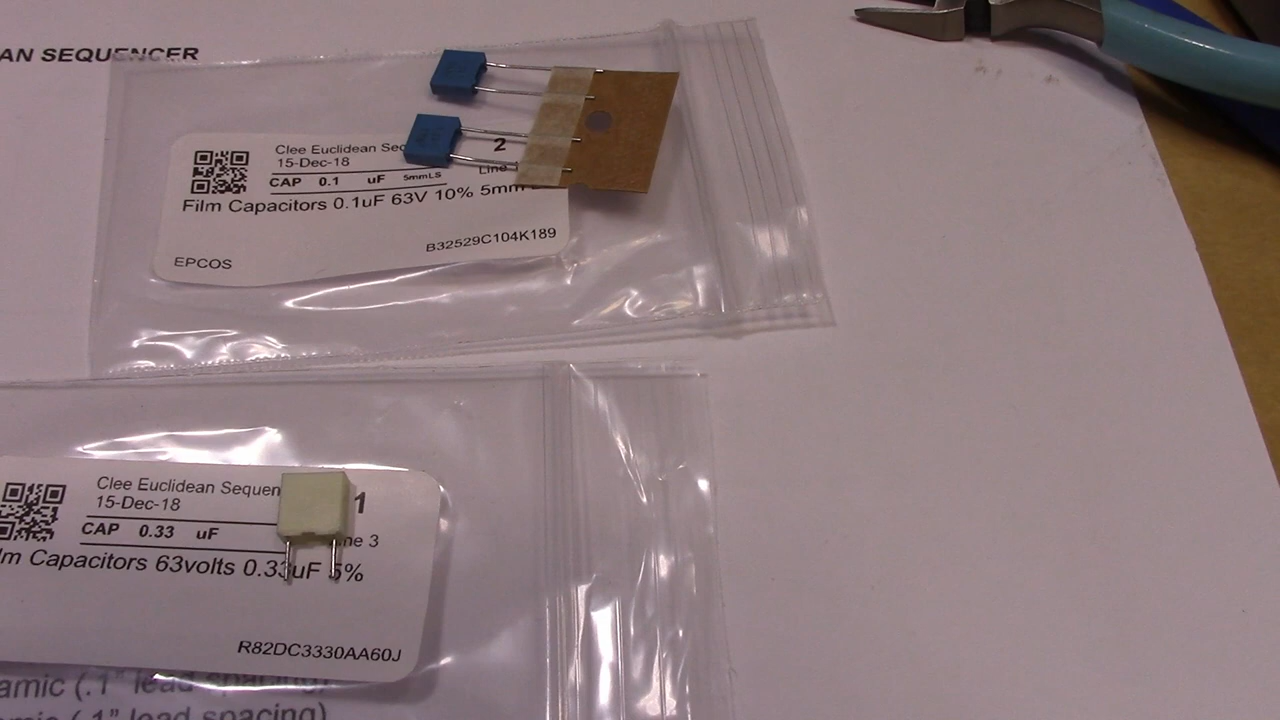 AN SEQUENCER
Clee Euclidean Seq
15-Dec-18
2
CAP 0.1 uF 5mmLS
Line
Film Capacitors 0.1uF 63V 10% 5mm
B32529C104K189
EPCOS
Clee Euclidean Sequen
15-Dec-18
1
CAP 0.33 uF
ne 3
lm Capacitors 63volts 0.33uF 5%
R82DC3330AA60J
amic (.1" lead spacing)
amic (.1" lead spacing)